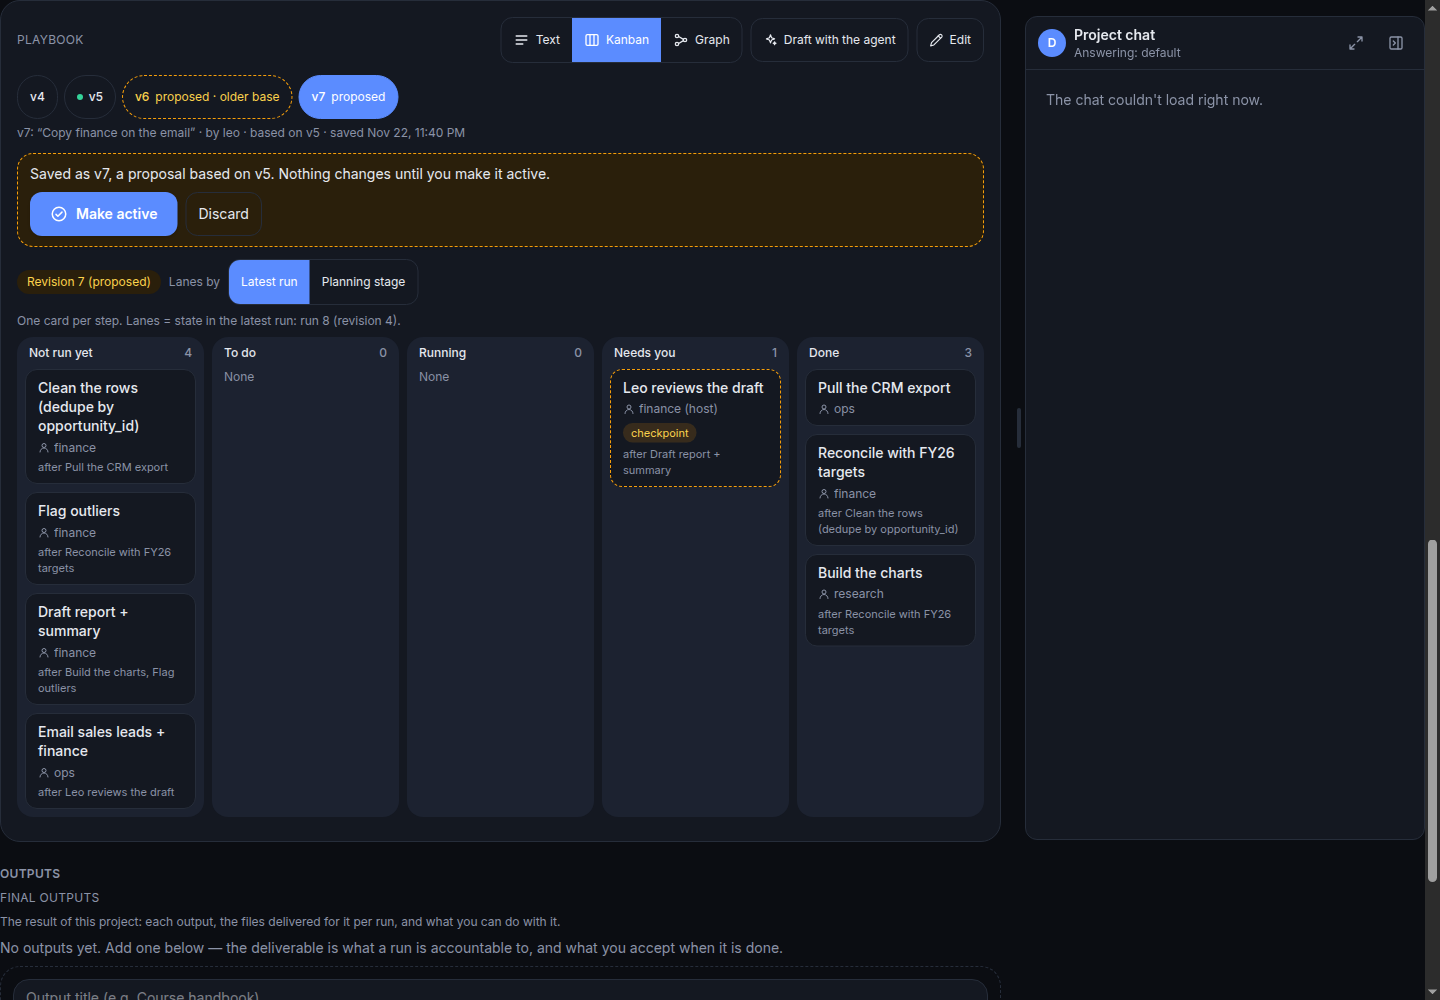 PLAYBOOK
Text
Kanban
Graph
Draft with the agent
Edit
v4
v5
v6 proposed · older base
v7 proposed
v7: “Copy finance on the email” · by leo · based on v5 · saved Nov 22, 11:40 PM
Saved as v7, a proposal based on v5. Nothing changes until you make it active.
Make active
Discard
Revision 7 (proposed)
Lanes by
Latest run
Planning stage
One card per step. Lanes = state in the latest run: run 8 (revision 4).
Not run yet 4
Clean the rows
(dedupe by
opportunity_id)
finance
after Pull the CRM export
Flag outliers
finance
after Reconcile with FY26
targets
Draft report +
summary
finance
after Build the charts, Flag
outliers
Email sales leads +
finance
ops
after Leo reviews the draft
To do 0
None
Running 0
None
Needs you 1
Leo reviews the draft
finance (host)
checkpoint
after Draft report +
summary
Done 3
Pull the CRM export
ops
Reconcile with FY26
targets
finance
after Clean the rows
(dedupe by opportunity_id)
Build the charts
research
after Reconcile with FY26
targets
OUTPUTS
FINAL OUTPUTS
The result of this project: each output, the files delivered for it per run, and what you can do with it.
No outputs yet. Add one below — the deliverable is what a run is accountable to, and what you accept when it is done.
Output title (e.g. Course handbook)
D
Project chat
Answering: default
The chat couldn't load right now.